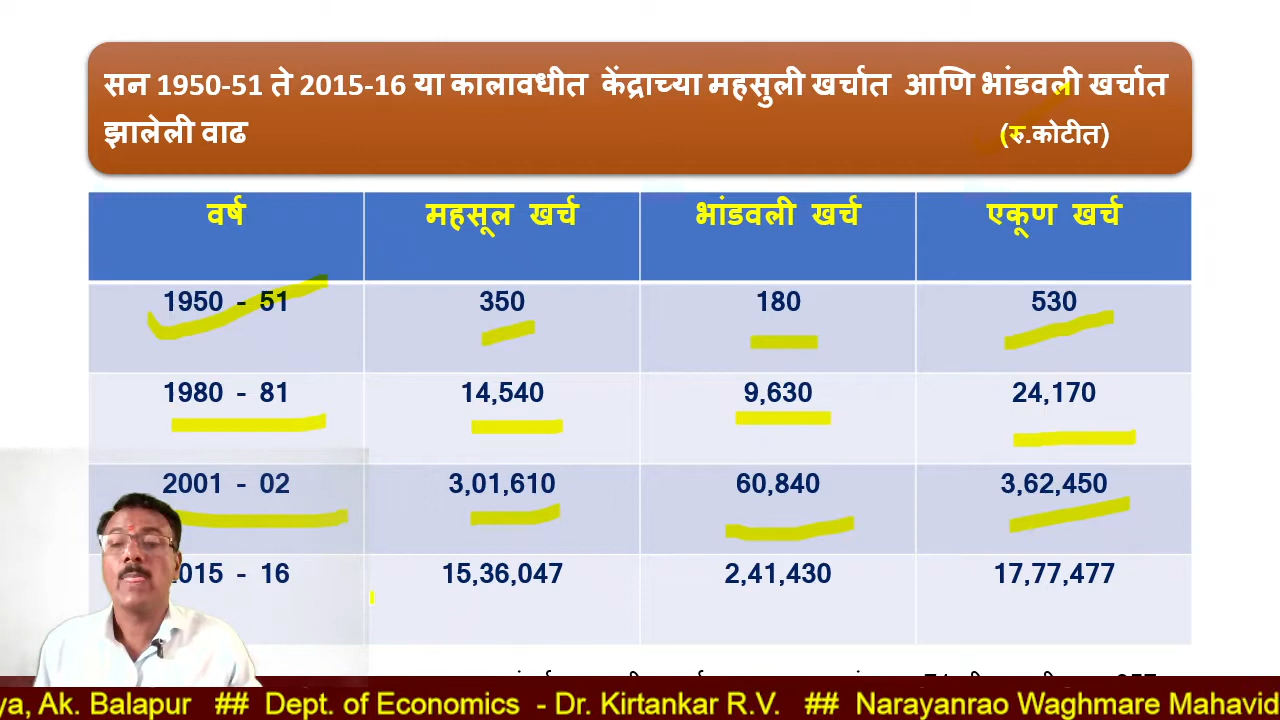 सन 1950-51 ते 2015-16 या कालावधीत केंद्राच्या महसुली खर्चात आणि भांडवली खर्चात
झालेली वाढ (रु.कोटीत)
वर्ष महसूल खर्च भांडवली खर्च एकूण खर्च
1950 - 51 350 180 530
1980 - 81 14,540 9,630 24,170
2001 - 02 3,01,610 60,840 3,62,450
2015 - 16 15,36,047 2,41,430 17,77,477
ya, Ak. Balapur ## Dept. of Economics - Dr. Kirtankar R.V. ## Narayanrao Waghmare Mahavid